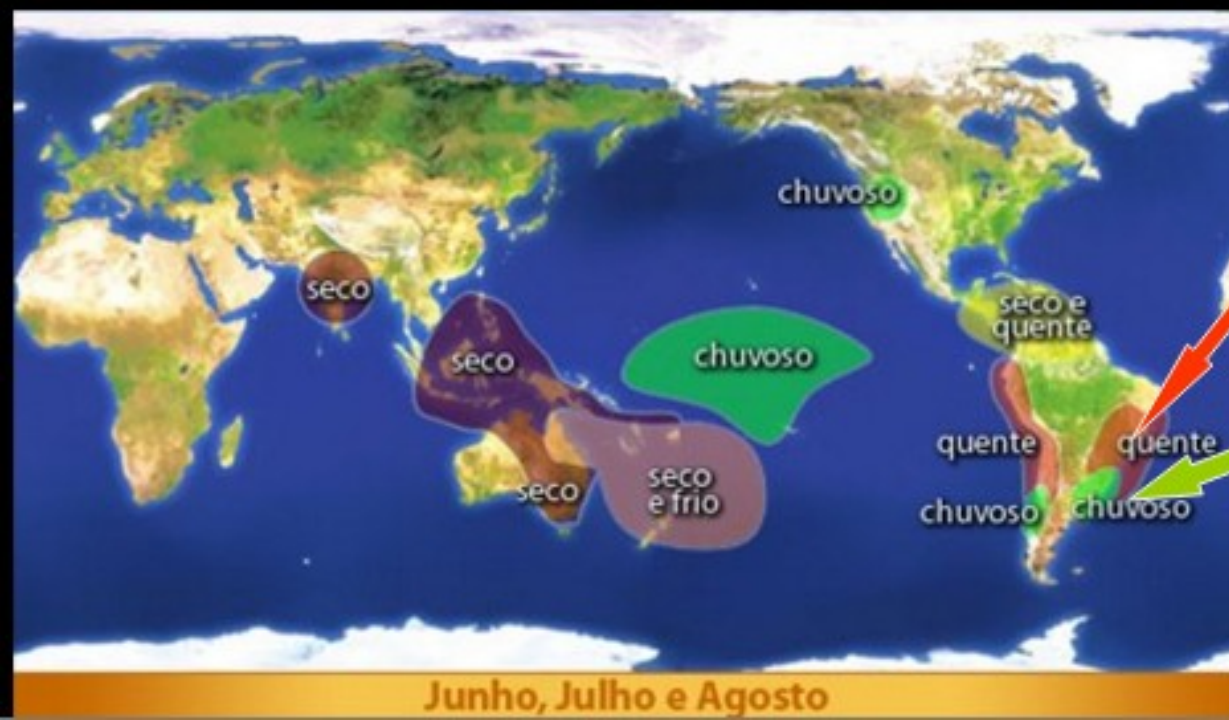 chuvoso
seco
seco e
quente
seco
chuvoso
quente
quente
seco
seco
e frio
chuvoso
chuvoso
Junho, Julho e Agosto